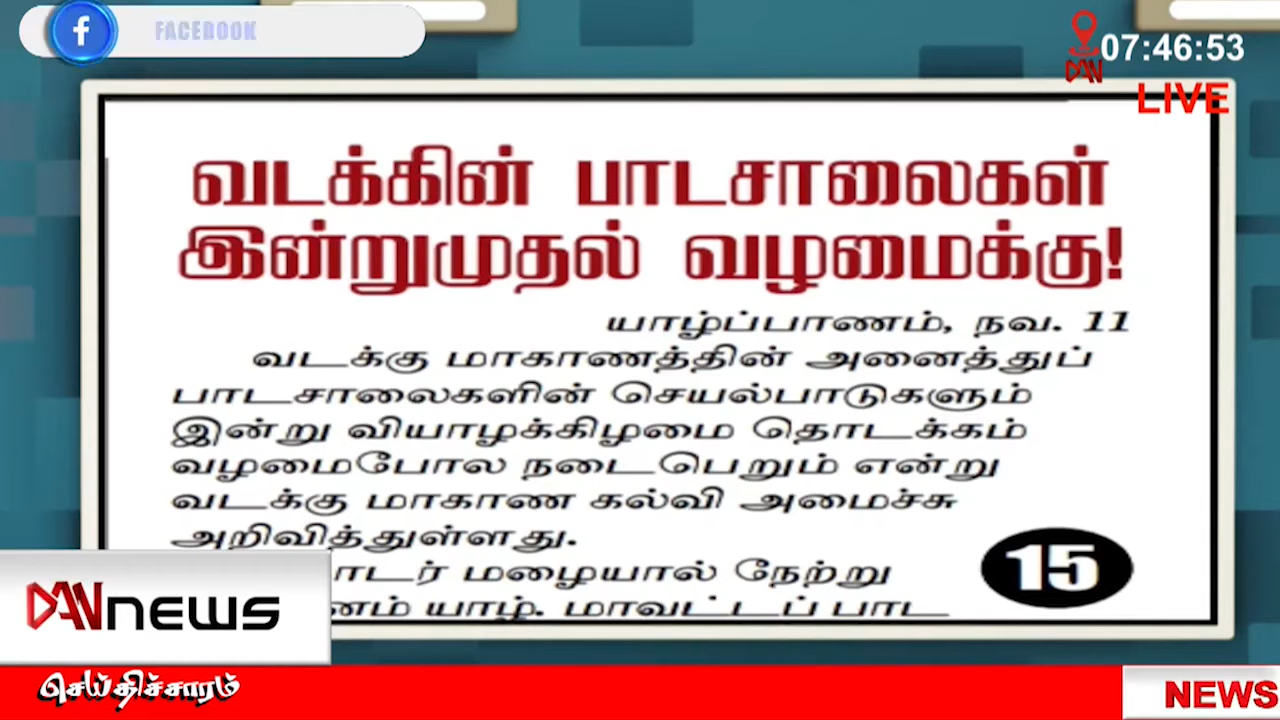 FACEBOOK
DAN
07:46:53
LIVE
வடக்கின் பாடசாலைகள்
இன்றுமுதல் வழமைக்கு!
யாழ்ப்பாணம், நவ. 11
வடக்கு மாகாணத்தின் அனைத்துப்
பாடசாலைகளின் செயல்பாடுகளும்
இன்று வியாழக்கிழமை தொடக்கம்
வழமைபோல நடைபெறும் என்று
வடக்கு மாகாண கல்வி அமைச்சு
அறிவித்துள்ளது.
மழையால் நேற்று
யாழ். மாவட்டப் பாட
15
DAN news
செய்திச்சாரம்
NEWS